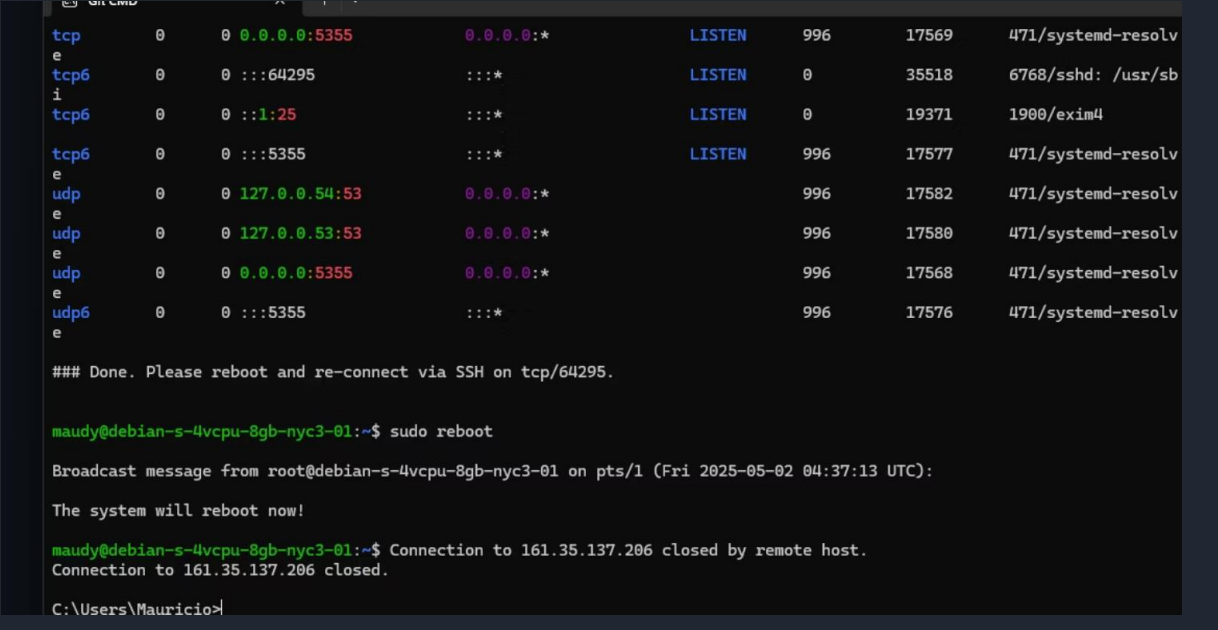 Git CMD
tcp 0 0 0.0.0.0:5355 0.0.0.0:* LISTEN 996 17569 471/systemd-resolv
e
tcp6 0 0 :::64295 :::* LISTEN 0 35518 6768/sshd: /usr/sb
i
tcp6 0 0 ::1:25 :::* LISTEN 0 19371 1900/exim4
tcp6 0 0 :::5355 :::* LISTEN 996 17577 471/systemd-resolv
e
udp 0 0 127.0.0.54:53 0.0.0.0:* 996 17582 471/systemd-resolv
e
udp 0 0 127.0.0.53:53 0.0.0.0:* 996 17580 471/systemd-resolv
e
udp 0 0 0.0.0.0:5355 0.0.0.0:* 996 17568 471/systemd-resolv
e
udp6 0 0 :::5355 :::* 996 17576 471/systemd-resolv
e
### Done. Please reboot and re-connect via SSH on tcp/64295.
maudy@debian-s-4vcpu-8gb-nyc3-01:~$ sudo reboot
Broadcast message from root@debian-s-4vcpu-8gb-nyc3-01 on pts/1 (Fri 2025-05-02 04:37:13 UTC):
The system will reboot now!
maudy@debian-s-4vcpu-8gb-nyc3-01:~$ Connection to 161.35.137.206 closed by remote host.
Connection to 161.35.137.206 closed.
C:\Users\Mauricio>